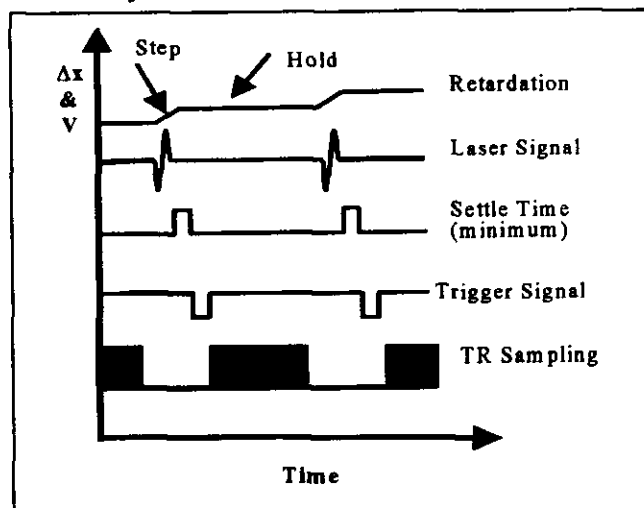 Step
Hold
Δx
&
V
Retardation
Laser Signal
Settle Time
(minimum)
Trigger Signal
TR Sampling
Time